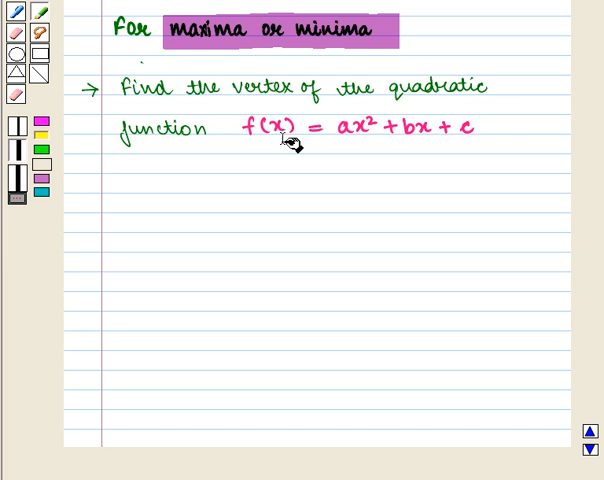 For maxima or minima
→ Find the vertex of the quadratic
function f(x) = ax² + bx + c